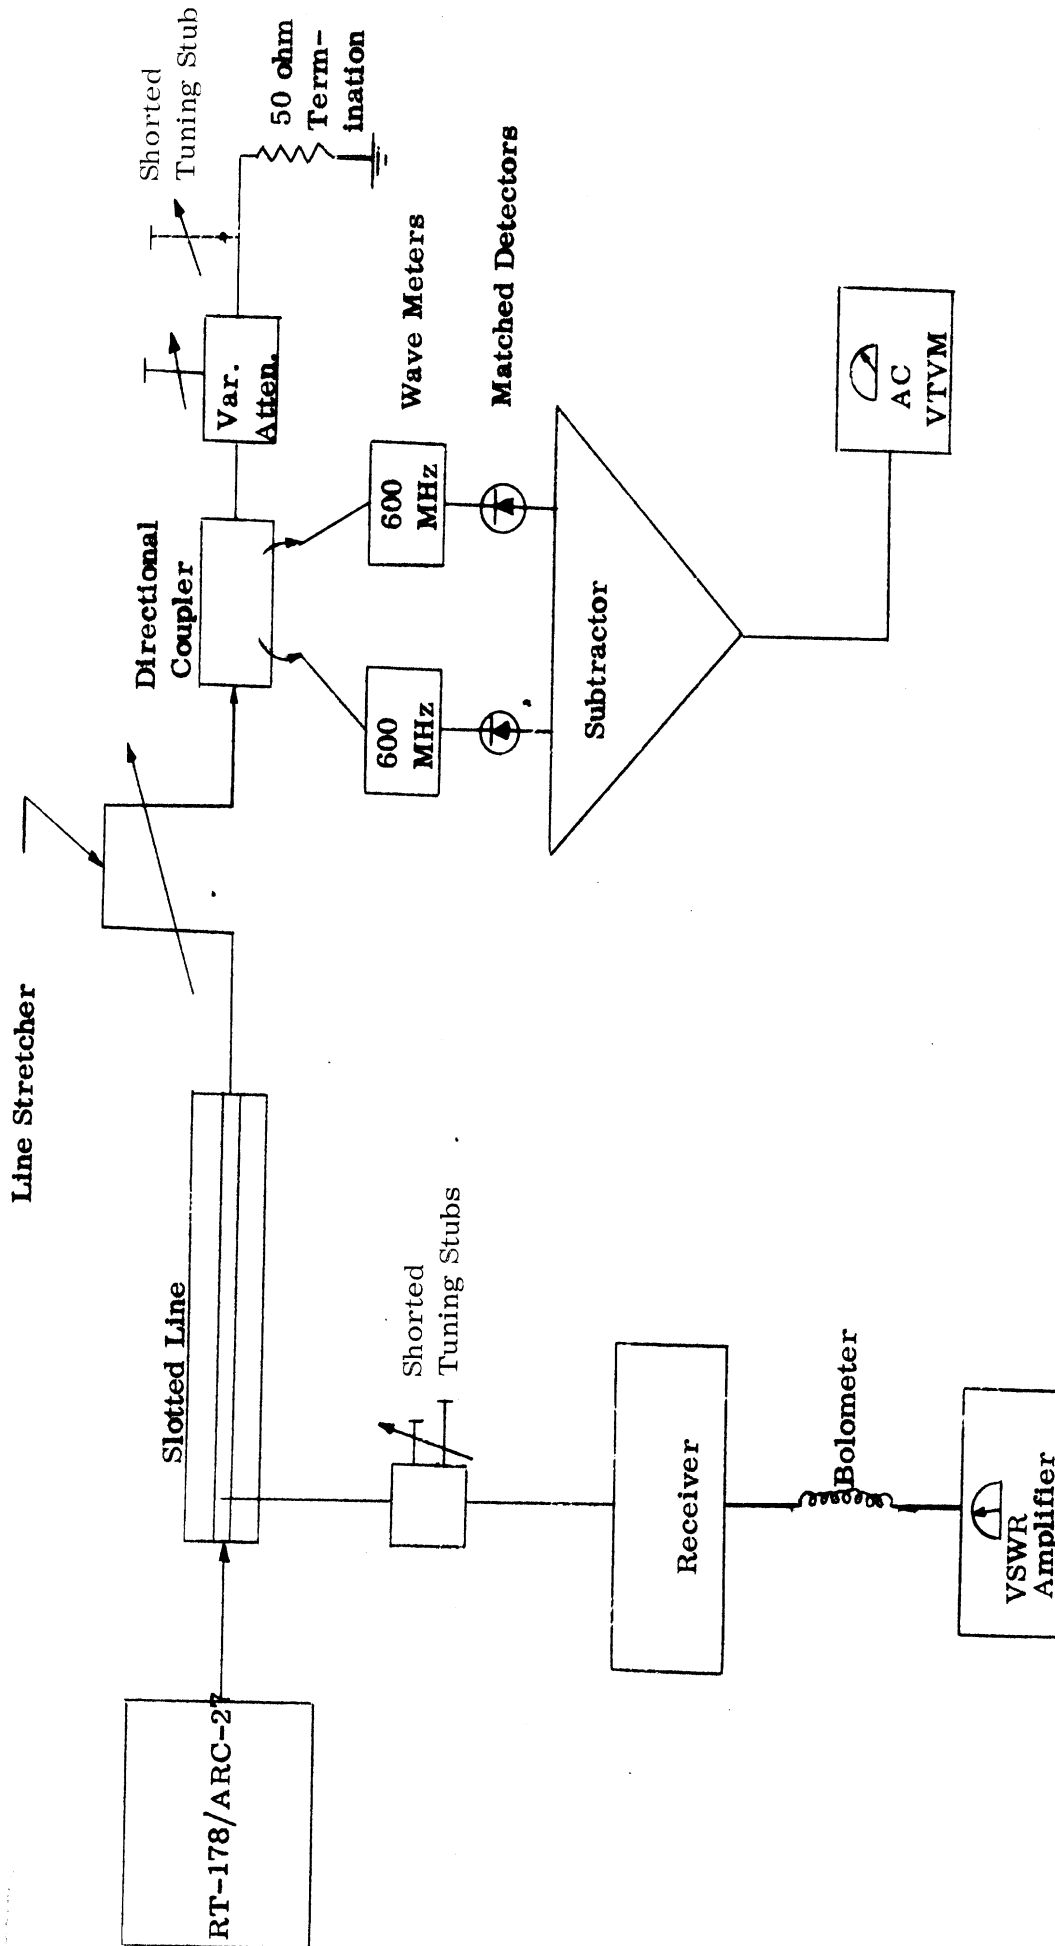 Line Stretcher
Shorted
Tuning Stub
Directional
Coupler
Var.
Atten.
50 ohm
Term-
ination
Slotted Line
RT-178/ARC-27
600
MHz
600
MHz
Wave Meters
Matched Detectors
Shorted
Tuning Stubs
Subtractor
Receiver
Bolometer
AC
VTVM
VSWR
Amplifier